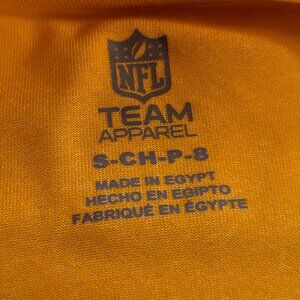 NFL
TEAM
APPAREL
S-CH-P-8
MADE IN EGYPT
HECHO EN EGIPTO
FABRIQUÉ EN ÉGYPTE